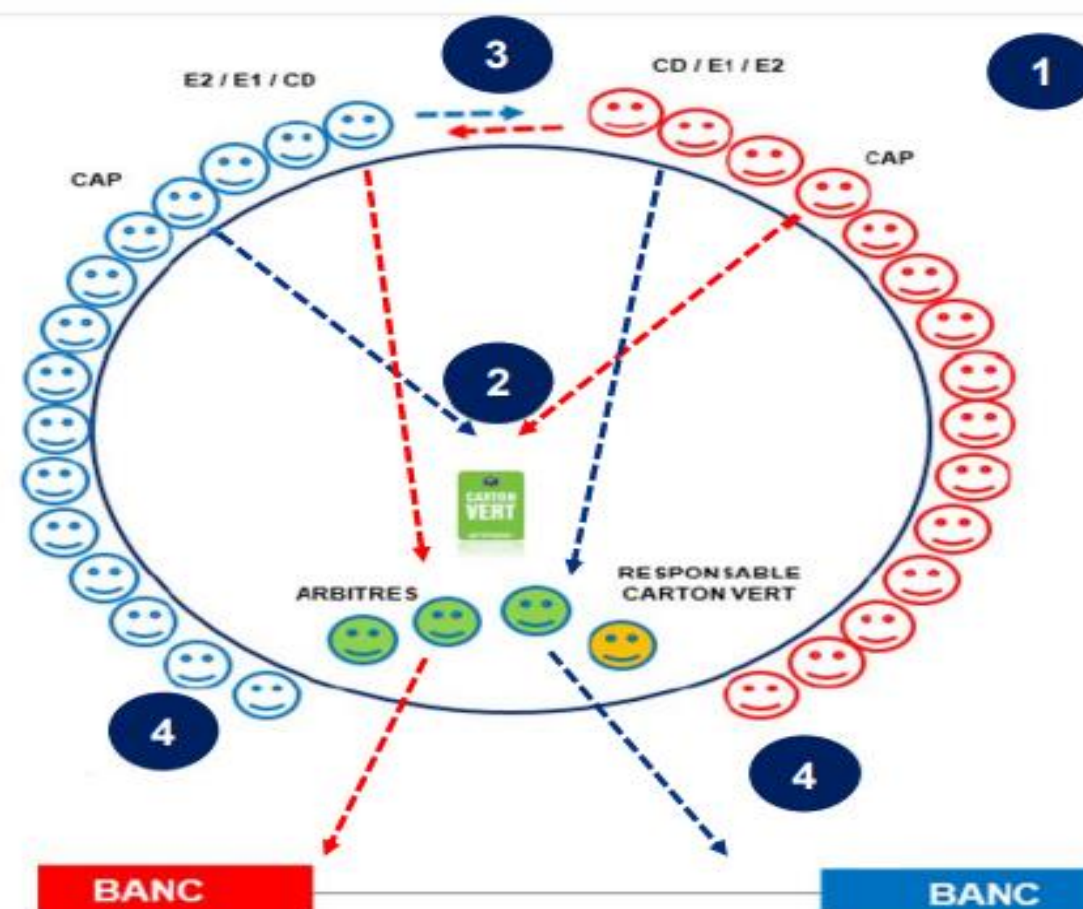 3
1
E2 / E1 / CD
CD / E1 / E2
CAP
CAP
2
CARTON
VERT
ARBITRES
RESPONSABLE
CARTON VERT
4
4
BANC
BANC